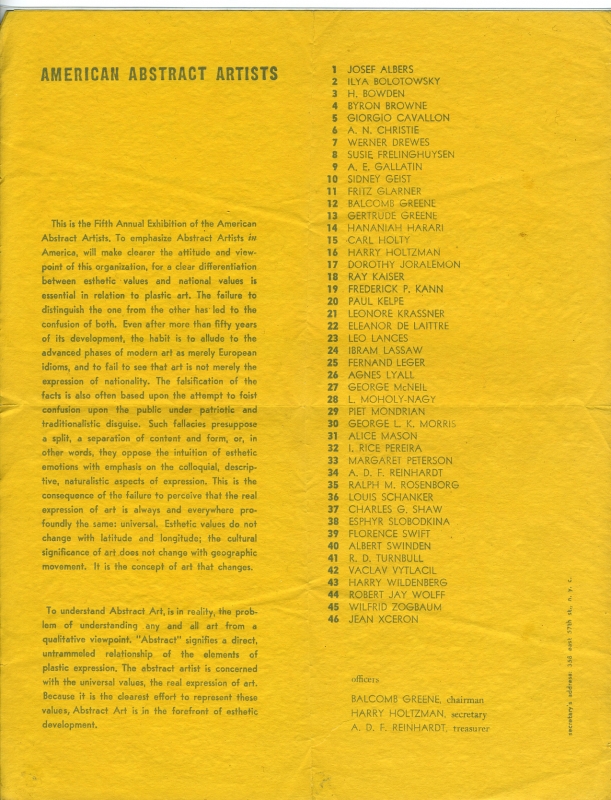 AMERICAN ABSTRACT ARTISTS
This is the Fifth Annual Exhibition of the American
Abstract Artists. To emphasize Abstract Artists in
America, will make clearer the attitude and view-
point of this organization, for a clear differentiation
between esthetic values and national values is
essential in relation to plastic art. The failure to
distinguish the one from the other has led to the
confusion of both. Even after more than fifty years
of its development, the habit is to allude to the
advanced phases of modern art as merely European
idioms, and to fail to see that art is not merely the
expression of nationality. The falsification of the
facts is also often based upon the attempt to foist
confusion upon the public under patriotic and
traditionalistic disguise. Such fallacies presuppose
a split, a separation of content and form, or, in
other words, they oppose the intuition of esthetic
emotions with emphasis on the colloquial, descrip-
tive, naturalistic aspects of expression. This is the
consequence of the failure to perceive that the real
expression of art is always and everywhere pro-
foundly the same: universal. Esthetic values do not
change with latitude and longitude; the cultural
significance of art does not change with geographic
movement. It is the concept of art that changes.
To understand Abstract Art, is in reality, the prob-
lem of understanding any and all art from a
qualitative viewpoint. "Abstract" signifies a direct,
untrammeled relationship of the elements of
plastic expression. The abstract artist is concerned
with the universal values, the real expression of art.
Because it is the clearest effort to represent these
values, Abstract Art is in the forefront of esthetic
development.
1 JOSEF ALBERS
2 ILYA BOLOTOWSKY
3 H. BOWDEN
4 BYRON BROWNE
5 GIORGIO CAVALLON
6 A. N. CHRISTIE
7 WERNER DREWES
8 SUSIE FRELINGHUYSEN
9 A. E. GALLATIN
10 SIDNEY GEIST
11 FRITZ GLARNER
12 BALCOMB GREENE
13 GERTRUDE GREENE
14 HANANIAH HARARI
15 CARL HOLTY
16 HARRY HOLTZMAN
17 DOROTHY JORALEMON
18 RAY KAISER
19 FREDERICK P. KANN
20 PAUL KELPE
21 LEONORE KRASSNER
22 ELEANOR DE LAITTRE
23 LEO LANCES
24 IBRAM LASSAW
25 FERNAND LEGER
26 AGNES LYALL
27 GEORGE McNEIL
28 L. MOHOLY-NAGY
29 PIET MONDRIAN
30 GEORGE L. K. MORRIS
31 ALICE MASON
32 I. RICE PEREIRA
33 MARGARET PETERSON
34 A. D. F. REINHARDT
35 RALPH M. ROSENBORG
36 LOUIS SCHANKER
37 CHARLES G. SHAW
38 ESPHYR SLOBODKINA
39 FLORENCE SWIFT
40 ALBERT SWINDEN
41 R. D. TURNBULL
42 VACLAV VYTLACIL
43 HARRY WILDENBERG
44 ROBERT JAY WOLFF
45 WILFRID ZOGBAUM
46 JEAN XCERON
officers
BALCOMB GREENE, chairman
HARRY HOLTZMAN, secretary
A. D. F. REINHARDT, treasurer
secretary's address: east 57th st., n. y. c.